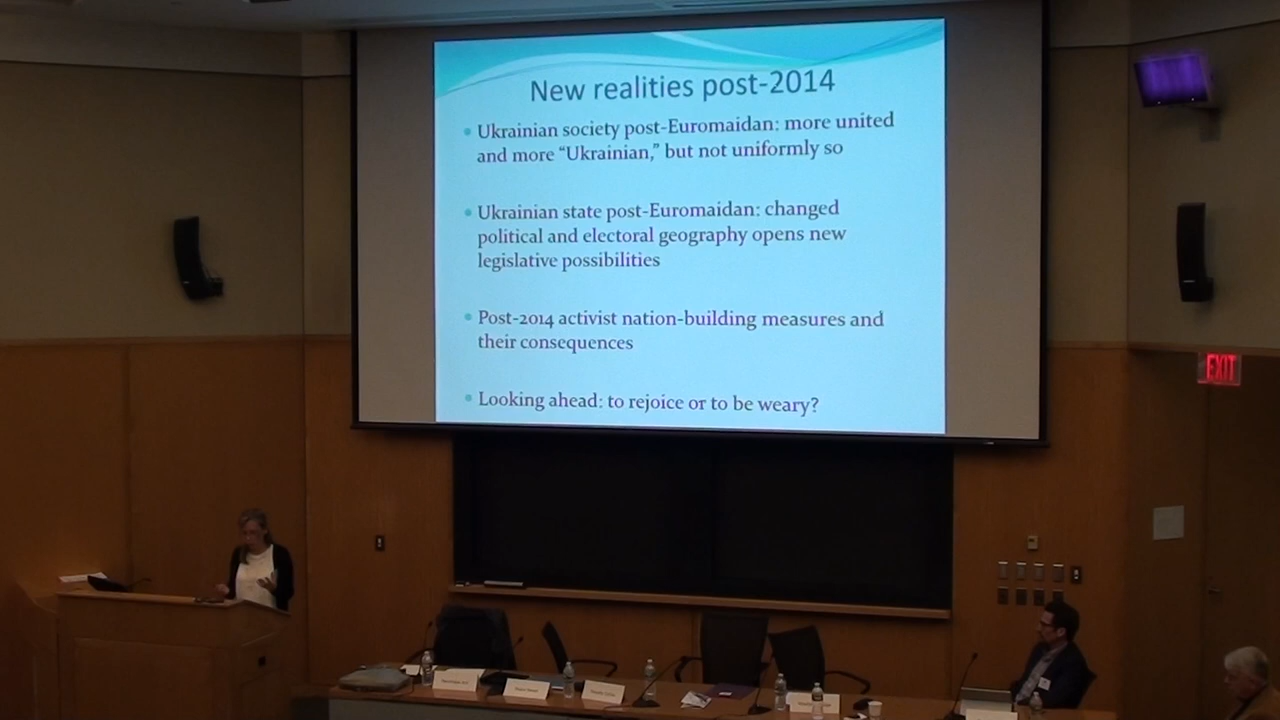 New realities post-2014
Ukrainian society post-Euromaidan: more united
and more “Ukrainian,” but not uniformly so
Ukrainian state post-Euromaidan: changed
political and electoral geography opens new
legislative possibilities
Post-2014 activist nation-building measures and
their consequences
Looking ahead: to rejoice or to be weary?
EXIT